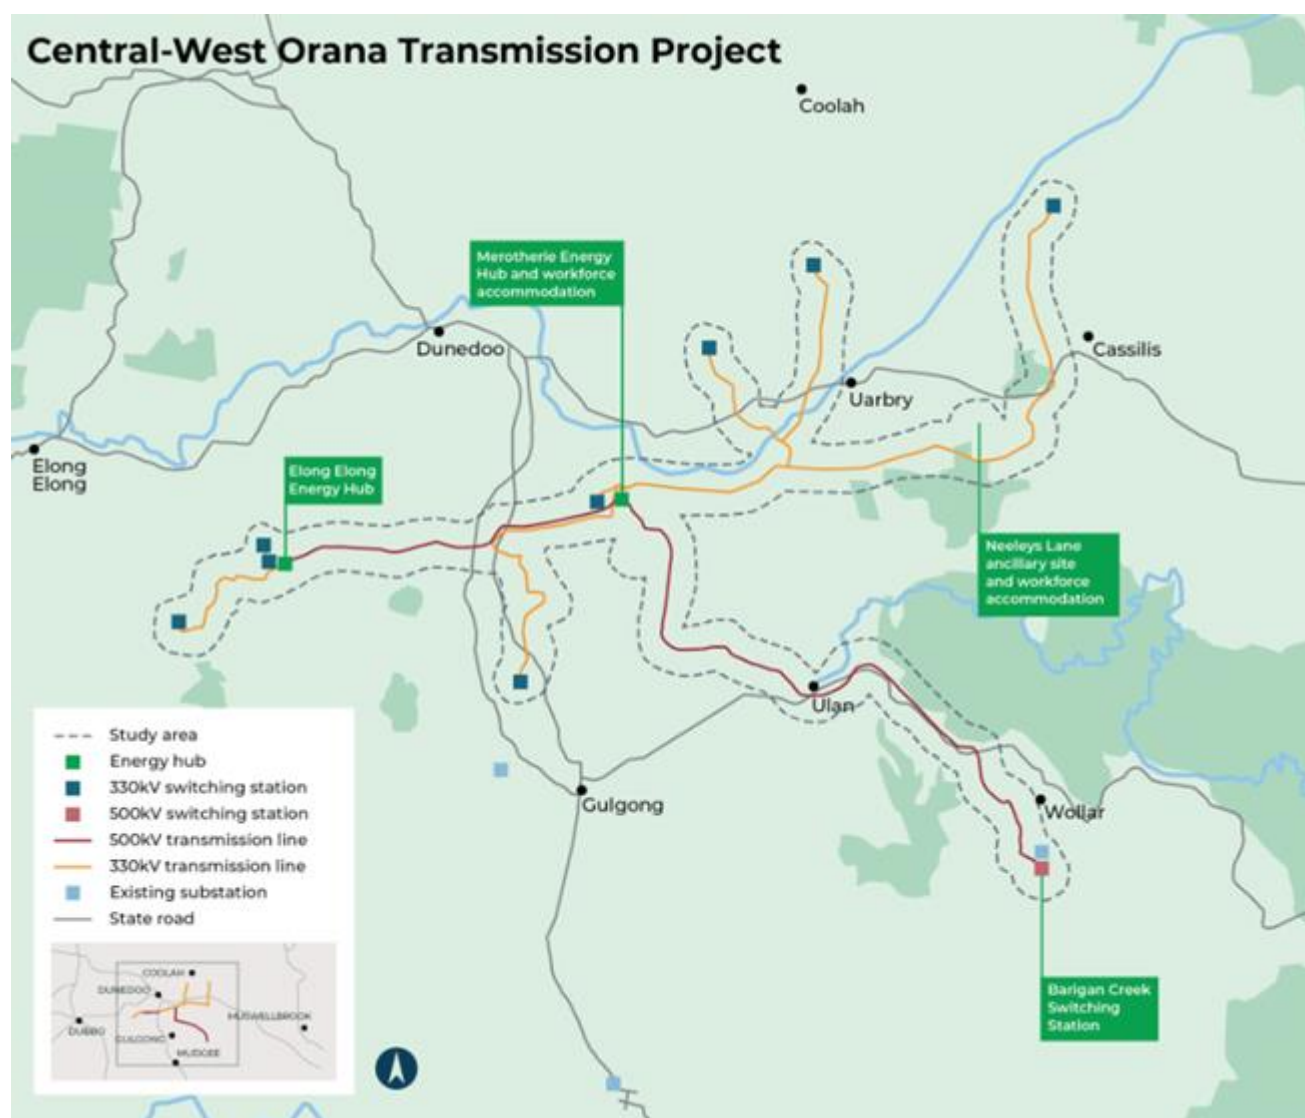 Central-West Orana Transmission Project
Coolah
Merotherie Energy
Hub and workforce
accommodation
Dunedoo
Cassilis
Uarbry
Elong
Elong
Elong Elong
Energy Hub
Neeleys Lane
ancillary site
and workforce
accommodation
Ulan
Gulgong
Wollar
Barigan Creek
Switching
Station
Study area
Energy hub
330kV switching station
500kV switching station
500kV transmission line
330kV transmission line
Existing substation
State road
COOLAH
DUNEDOO
MUSWELLBROOK
DUBBO
GULGONG
MUDGEE